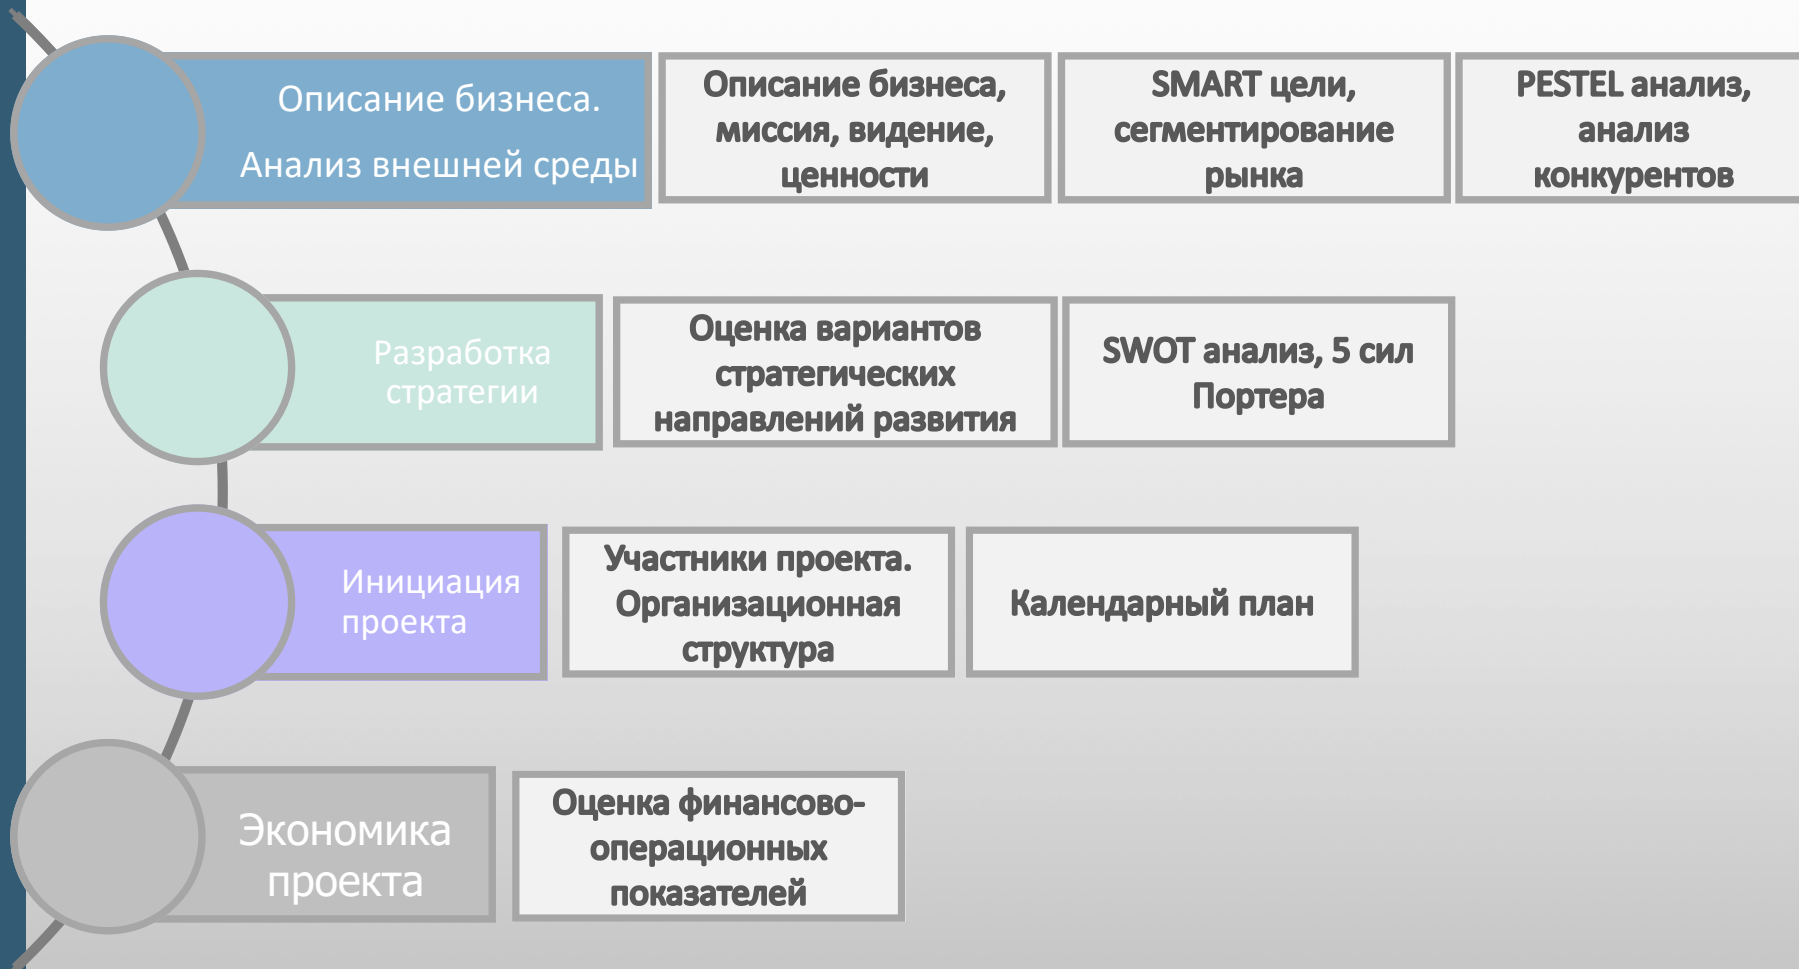 Описание бизнеса.
Анализ внешней среды
Описание бизнеса,
миссия, видение,
ценности
SMART цели,
сегментирование
рынка
PESTEL анализ,
анализ
конкурентов
Разработка
стратегии
Оценка вариантов
стратегических
направлений развития
SWOT анализ, 5 сил
Портера
Инициация
проекта
Участники проекта.
Организационная
структура
Календарный план
Экономика
проекта
Оценка финансово-
операционных
показателей